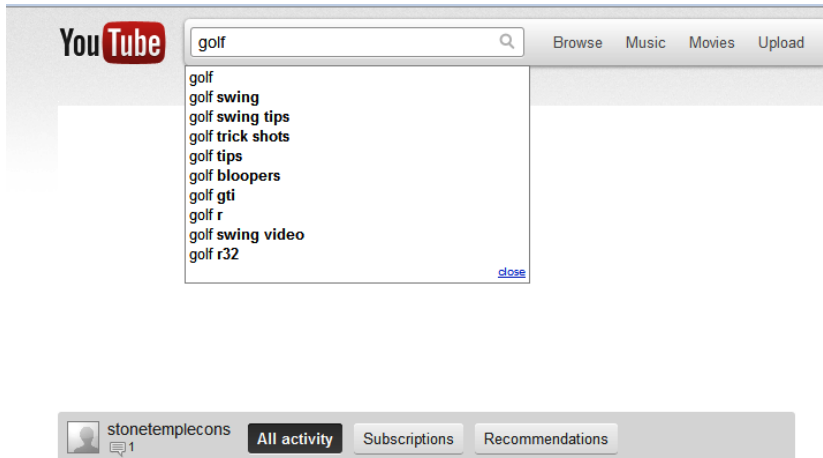 YouTube golf Browse Music Movies Upload
golf
golf swing
golf swing tips
golf trick shots
golf tips
golf bloopers
golf gti
golf r
golf swing video
golf r32
close
stonetemplecons
1
All activity Subscriptions Recommendations